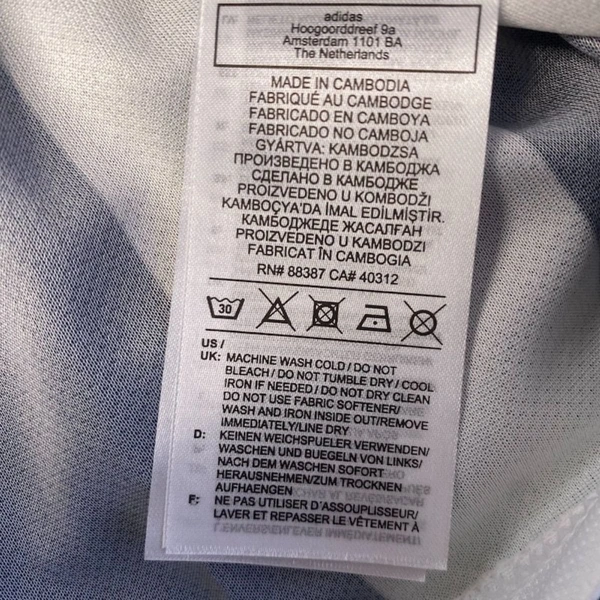 adidas
Hoogoorddreef 9a
Amsterdam 1101 BA
The Netherlands
MADE IN CAMBODIA
FABRIQUÉ AU CAMBODGE
FABRICADO EN CAMBOYA
FABRICADO NO CAMBOJA
GYÁRTVA: KAMBODZSA
ПРОИЗВЕДЕНО В КАМБОДЖА
СДЕЛАНО В КАМБОДЖЕ
PROIZVEDENO U KOMBODŽI
KAMBOÇYA'DA İMAL EDİLMİŞTİR.
КАМБОДЖЕДЕ ЖАСАЛҒАН
PROIZVEDENO U KAMBODZI
FABRICAT ÎN CAMBOGIA
RN# 88387 CA# 40312
30
US /
UK: MACHINE WASH COLD / DO NOT
BLEACH / DO NOT TUMBLE DRY / COOL
IRON IF NEEDED / DO NOT DRY CLEAN
DO NOT USE FABRIC SOFTENER/
WASH AND IRON INSIDE OUT/REMOVE
IMMEDIATELY/LINE DRY
D: KEINEN WEICHSPUELER VERWENDEN/
WASCHEN UND BUEGELN VON LINKS/
NACH DEM WASCHEN SOFORT
HERAUSNEHMEN/ZUM TROCKNEN
AUFHAENGEN
F: NE PAS UTILISER D'ASSOUPLISSEUR/
LAVER ET REPASSER LE VÊTEMENT À